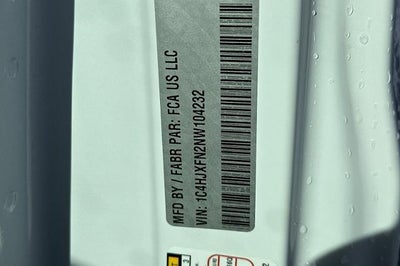 MFD BY / FABR PAR: FCA US LLC
VIN: 1C4HJXFN2NW104232